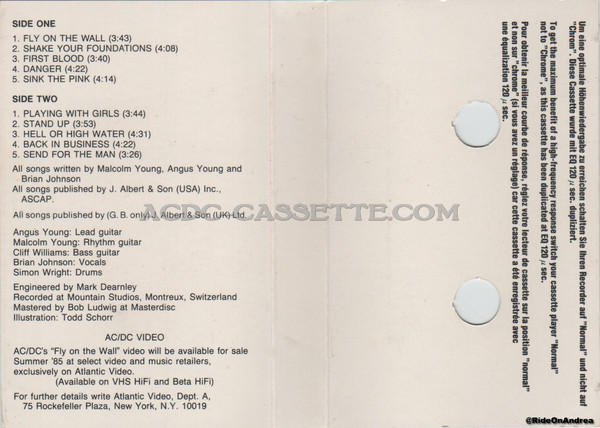 SIDE ONE
1. FLY ON THE WALL (3:43)
2. SHAKE YOUR FOUNDATIONS (4:08)
3. FIRST BLOOD (3:40)
4. DANGER (4:22)
5. SINK THE PINK (4:14)
SIDE TWO
1. PLAYING WITH GIRLS (3:44)
2. STAND UP (3:53)
3. HELL OR HIGH WATER (4:31)
4. BACK IN BUSINESS (4:22)
5. SEND FOR THE MAN (3:26)
All songs written by Malcolm Young, Angus Young and
Brian Johnson
All songs published by J. Albert & Son (USA) Inc.,
ASCAP.
All songs published by (G.B. only) J. Albert & Son (UK) Ltd.
Angus Young: Lead guitar
Malcolm Young: Rhythm guitar
Cliff Williams: Bass guitar
Brian Johnson: Vocals
Simon Wright: Drums
Engineered by Mark Dearnley
Recorded at Mountain Studios, Montreux, Switzerland
Mastered by Bob Ludwig at Masterdisc
Illustration: Todd Schorr
AC/DC VIDEO
AC/DC's "Fly on the Wall" video will be available for sale
Summer '85 at select video and music retailers,
exclusively on Atlantic Video.
(Available on VHS HiFi and Beta HiFi)
For further details write Atlantic Video, Dept. A,
75 Rockefeller Plaza, New York, N.Y. 10019
Um eine optimale Höhenwiedergabe zu erreichen schalten Sie Ihren Recorder auf "Normal" und nicht auf
"Chrom". Diese Cassette wurde mit EQ 120 μ sec. dupliziert.
To get the maximum benefit of a high-frequency response switch your cassette player "Normal"
not to "Chrome", as this cassette has been duplicated at EQ 120 μ sec.
Pour obtenir la meilleur courbe de réponse, réglez votre lecteur de cassette sur la position "normal"
et non sur "chrome" (si vous avez un réglage) car cette cassette a été enregistrée avec
une équalization 120 μ sec.
ACDC-CASSETTE.COM
@RideOnAndrea